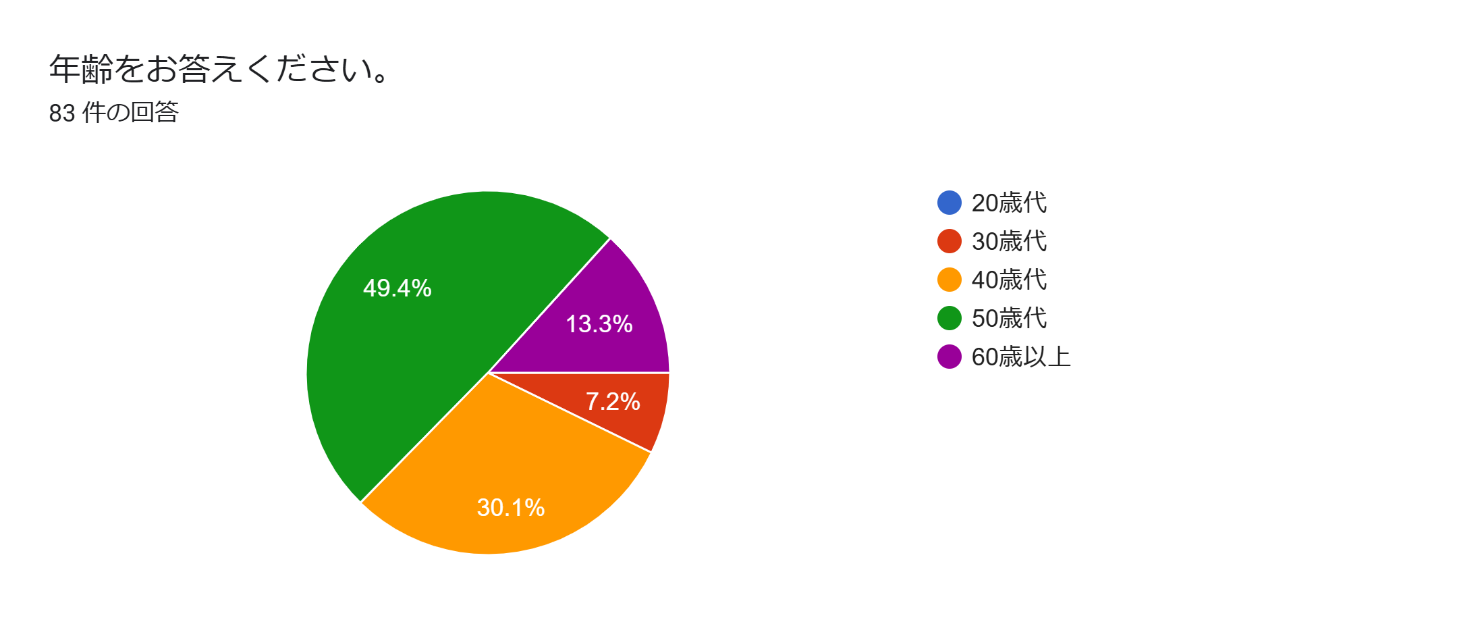 年齢をお答えください。
83 件の回答
20歳代
30歳代
40歳代
50歳代
60歳以上
49.4%
13.3%
7.2%
30.1%